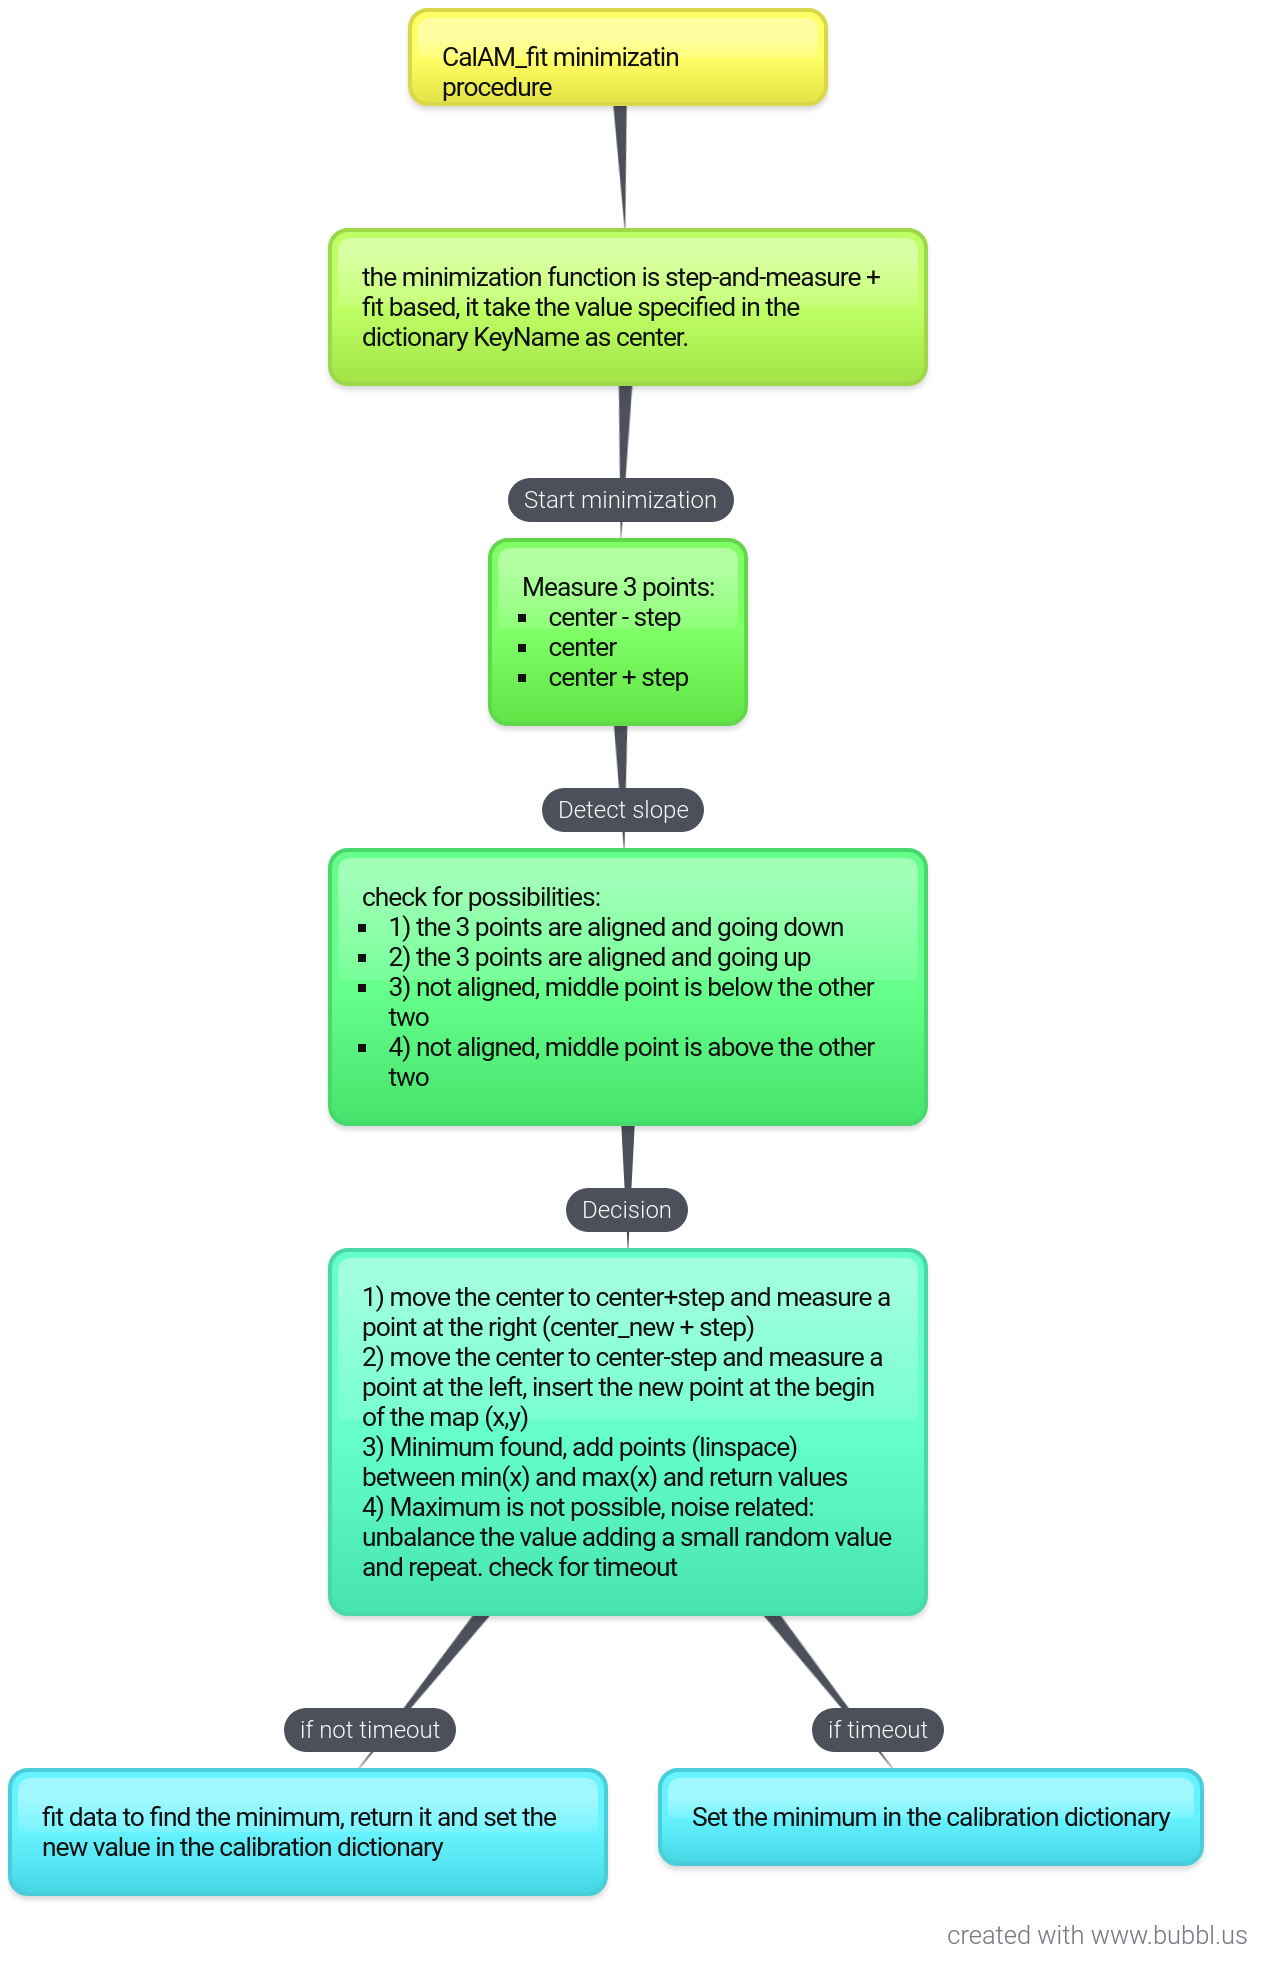 CalAM_fit minimizatin
procedure
the minimization function is step-and-measure +
fit based, it take the value specified in the
dictionary KeyName as center.
Start minimization
Measure 3 points:
▪ center - step
▪ center
▪ center + step
Detect slope
check for possibilities:
▪ 1) the 3 points are aligned and going down
▪ 2) the 3 points are aligned and going up
▪ 3) not aligned, middle point is below the other
two
▪ 4) not aligned, middle point is above the other
two
Decision
1) move the center to center+step and measure a
point at the right (center_new + step)
2) move the center to center-step and measure a
point at the left, insert the new point at the begin
of the map (x,y)
3) Minimum found, add points (linspace)
between min(x) and max(x) and return values
4) Maximum is not possible, noise related:
unbalance the value adding a small random value
and repeat. check for timeout
if not timeout
if timeout
fit data to find the minimum, return it and set the
new value in the calibration dictionary
Set the minimum in the calibration dictionary
created with www.bubbl.us